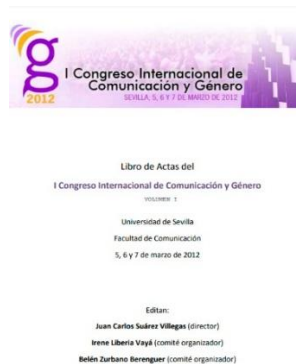 g
2012
I Congreso Internacional de
Comunicación y Género
SEVILLA, 5, 6 Y 7 DE MARZO DE 2012
Libro de Actas del
I Congreso Internacional de Comunicación y Género
VOLUMEN I
Universidad de Sevilla
Facultad de Comunicación
5, 6 y 7 de marzo de 2012
Editan:
Juan Carlos Suárez Villegas (director)
Irene Liberia Vayá (comité organizador)
Belén Zurbano Berenguer (comité organizador)